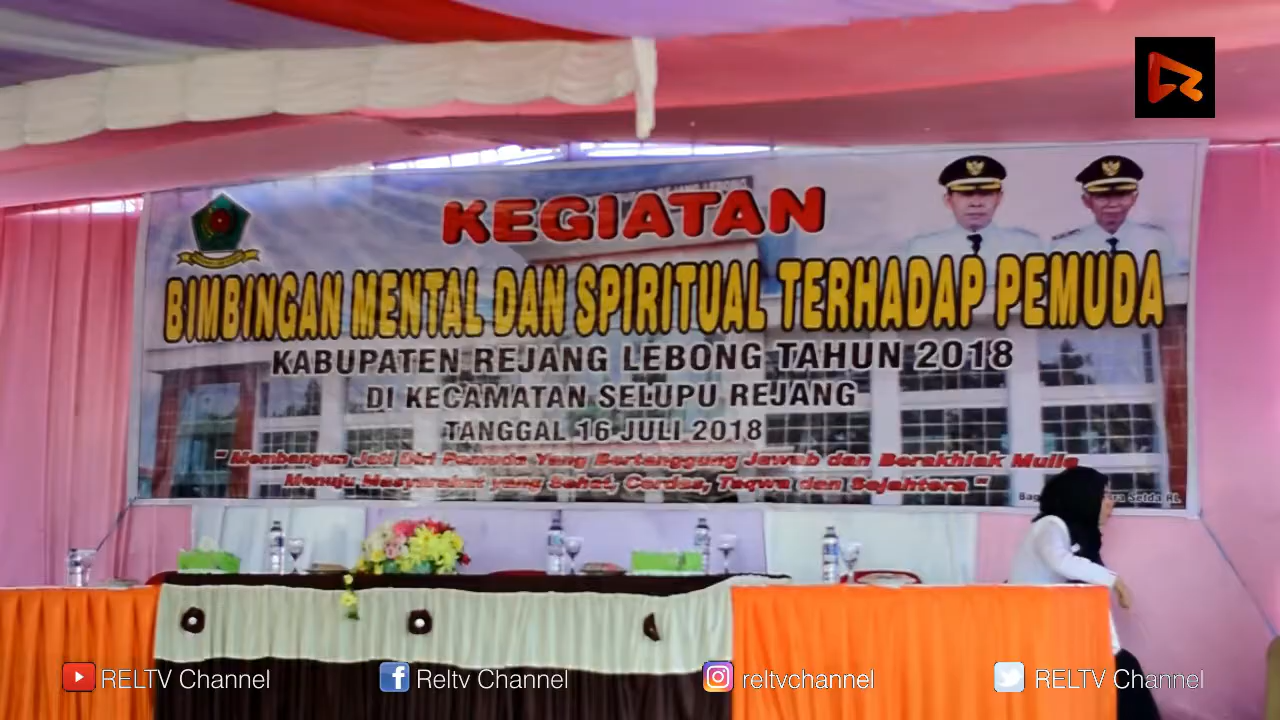 KEGIATAN
BIMBINGAN MENTAL DAN SPIRITUAL TERHADAP PEMUDA
KABUPATEN REJANG LEBONG TAHUN 2018
DI KECAMATAN SELUPU REJANG
TANGGAL 16 JULI 2018
" Membangun Jati Diri Pemuda Yang Bertanggung Jawab dan Berakhlak Mulia
Menuju Masyarakat yang Sehat, Cerdas, Taqwa dan Sejahtera "
Setda RL
RELTV Channel
Reltv Channel
reltvchannel
RELTV Channel